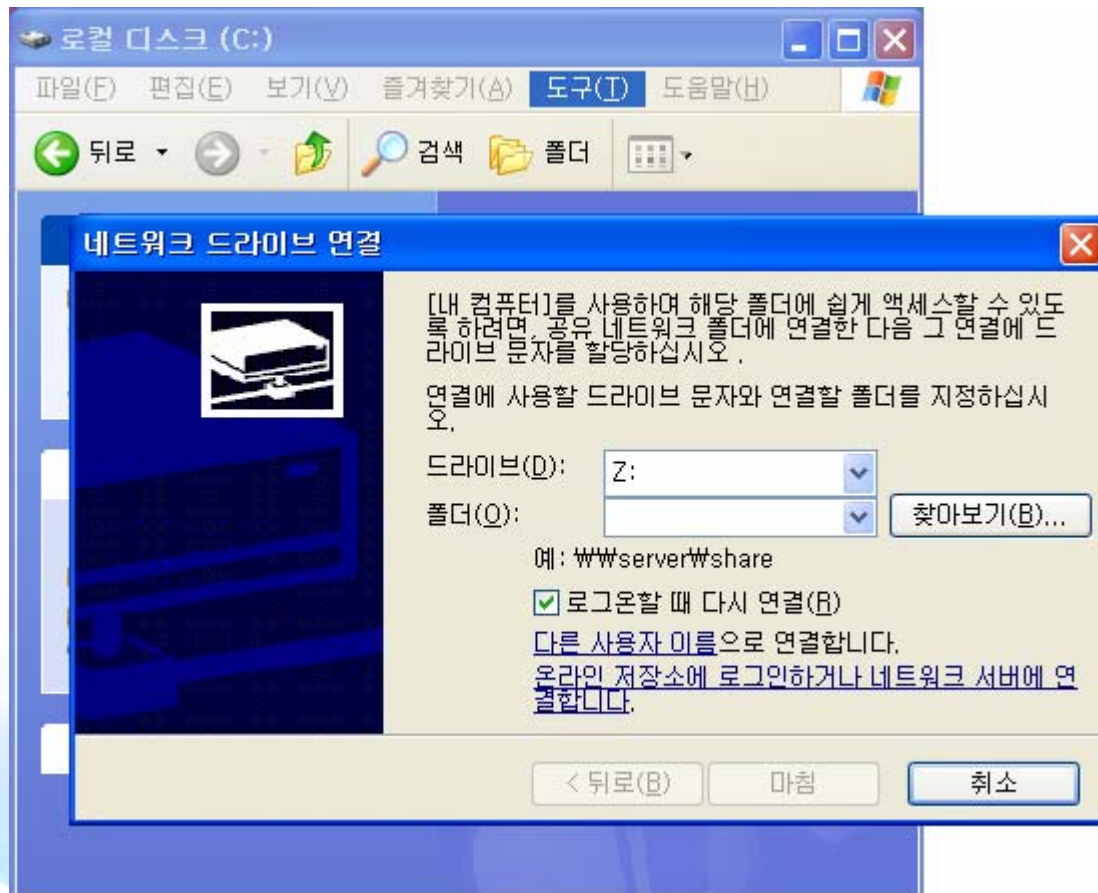 로컬 디스크 (C:)
파일(F) 편집(E) 보기(V) 즐겨찾기(A) 도구(T) 도움말(H)
뒤로 검색 폴더
네트워크 드라이브 연결
[내 컴퓨터]를 사용하여 해당 폴더에 쉽게 액세스할 수 있도
록 하려면, 공유 네트워크 폴더에 연결한 다음 그 연결에 드
라이브 문자를 할당하십시오 .
연결에 사용할 드라이브 문자와 연결할 폴더를 지정하십시
오.
드라이브(D): Z:
폴더(O): 찾아보기(B)...
예: ₩₩server₩share
로그온할 때 다시 연결(R)
다른 사용자 이름으로 연결합니다.
온라인 저장소에 로그인하거나 네트워크 서버에 연
결합니다.
< 뒤로(B) 마침 취소